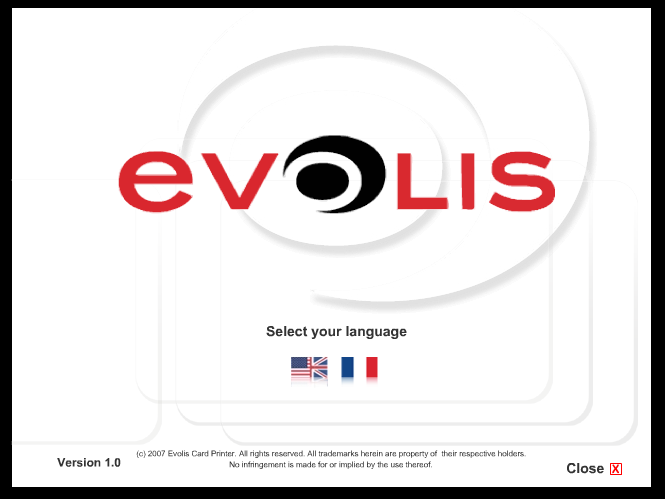 evolis
Select your language
(c) 2007 Evolis Card Printer. All rights reserved. All trademarks herein are property of their respective holders.
No infringement is made for or implied by the use thereof.
Version 1.0
Close X